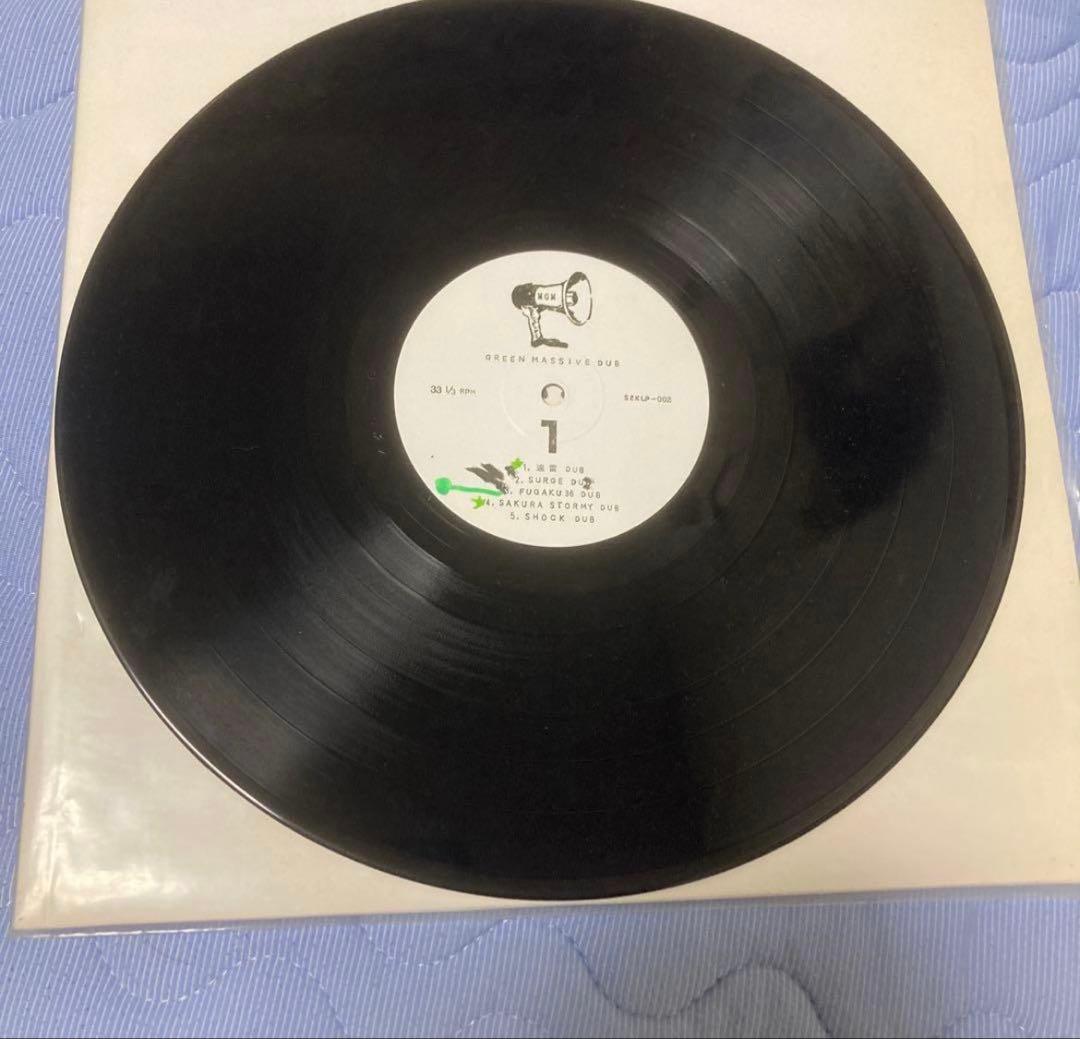 MGM
GREEN MASSIVE DUB
33 1/3 RPM
SZKLP-002
1
1. 遠雷 DUB
2. SURGE DUB
3. FUGAKU36 DUB
4. SAKURA STORMY DUB
5. SHOCK DUB